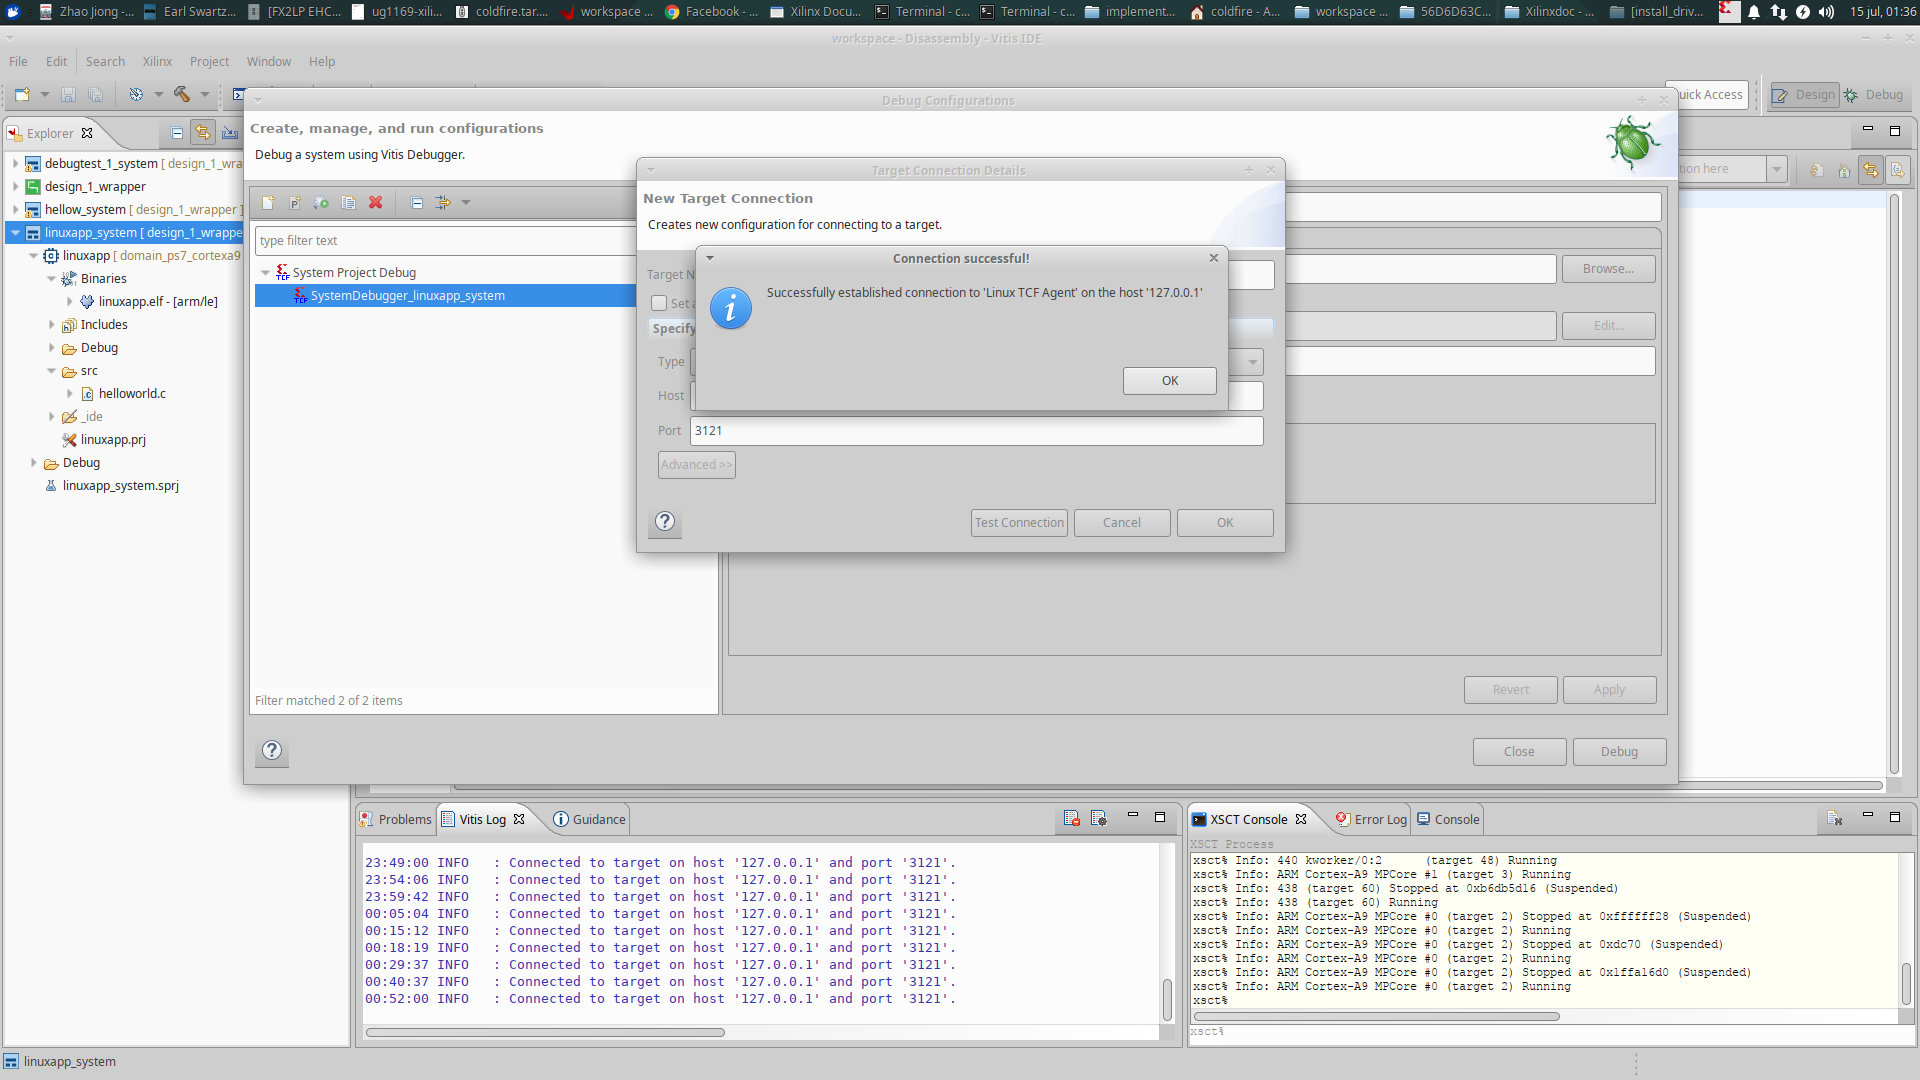 Zhao Jiong -... Earl Swartz... [FX2LP EHC... ug1169-xili... coldfire.tar.... workspace ... Facebook - ... Xilinx Docu... Terminal - c... Terminal - c... implement... coldfire - A... workspace ... 56D6D63C... Xilinxdoc - ... [install_driv... 15 jul, 01:36
workspace - Disassembly - Vitis IDE
File Edit Search Xilinx Project Window Help
uick Access Design Debug
Explorer
debugtest_1_system [ design_1_wra
design_1_wrapper
hellow_system [ design_1_wrapper ]
linuxapp_system [ design_1_wrappe
linuxapp [ domain_ps7_cortexa9
Binaries
linuxapp.elf - [arm/le]
Includes
Debug
src
helloworld.c
_ide
linuxapp.prj
Debug
linuxapp_system.sprj
Debug Configurations
Create, manage, and run configurations
Debug a system using Vitis Debugger.
type filter text
System Project Debug
SystemDebugger_linuxapp_system
Filter matched 2 of 2 items
tion here
Browse...
Edit...
Revert Apply
Close Debug
Target Connection Details
New Target Connection
Creates new configuration for connecting to a target.
Target N
Set a
Specify
Type
Host
Port 3121
Advanced >>
Test Connection Cancel OK
Connection successful!
Successfully established connection to 'Linux TCF Agent' on the host '127.0.0.1'
OK
Problems Vitis Log Guidance
23:49:00 INFO : Connected to target on host '127.0.0.1' and port '3121'.
23:54:06 INFO : Connected to target on host '127.0.0.1' and port '3121'.
23:59:42 INFO : Connected to target on host '127.0.0.1' and port '3121'.
00:05:04 INFO : Connected to target on host '127.0.0.1' and port '3121'.
00:15:12 INFO : Connected to target on host '127.0.0.1' and port '3121'.
00:18:19 INFO : Connected to target on host '127.0.0.1' and port '3121'.
00:29:37 INFO : Connected to target on host '127.0.0.1' and port '3121'.
00:40:37 INFO : Connected to target on host '127.0.0.1' and port '3121'.
00:52:00 INFO : Connected to target on host '127.0.0.1' and port '3121'.
XSCT Console Error Log Console
XSCT Process
xsct% Info: 440 kworker/0:2 (target 48) Running
xsct% Info: ARM Cortex-A9 MPCore #1 (target 3) Running
xsct% Info: 438 (target 60) Stopped at 0xb6db5d16 (Suspended)
xsct% Info: 438 (target 60) Running
xsct% Info: ARM Cortex-A9 MPCore #0 (target 2) Stopped at 0xffffff28 (Suspended)
xsct% Info: ARM Cortex-A9 MPCore #0 (target 2) Running
xsct% Info: ARM Cortex-A9 MPCore #0 (target 2) Stopped at 0xdc70 (Suspended)
xsct% Info: ARM Cortex-A9 MPCore #0 (target 2) Running
xsct% Info: ARM Cortex-A9 MPCore #0 (target 2) Stopped at 0x1ffa16d0 (Suspended)
xsct% Info: ARM Cortex-A9 MPCore #0 (target 2) Running
xsct%
xsct%
linuxapp_system